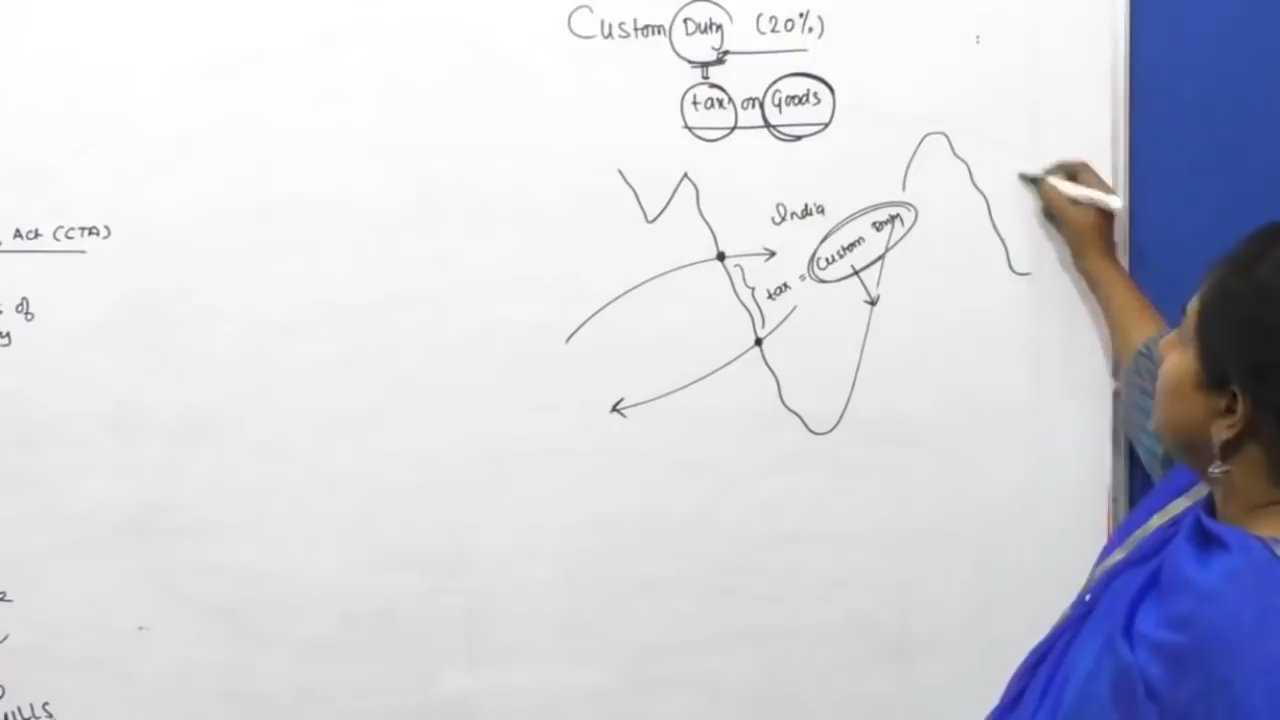 Custom Duty (20%)
tax on Goods
India
tax = Custom Duty
Act (CTA)
of